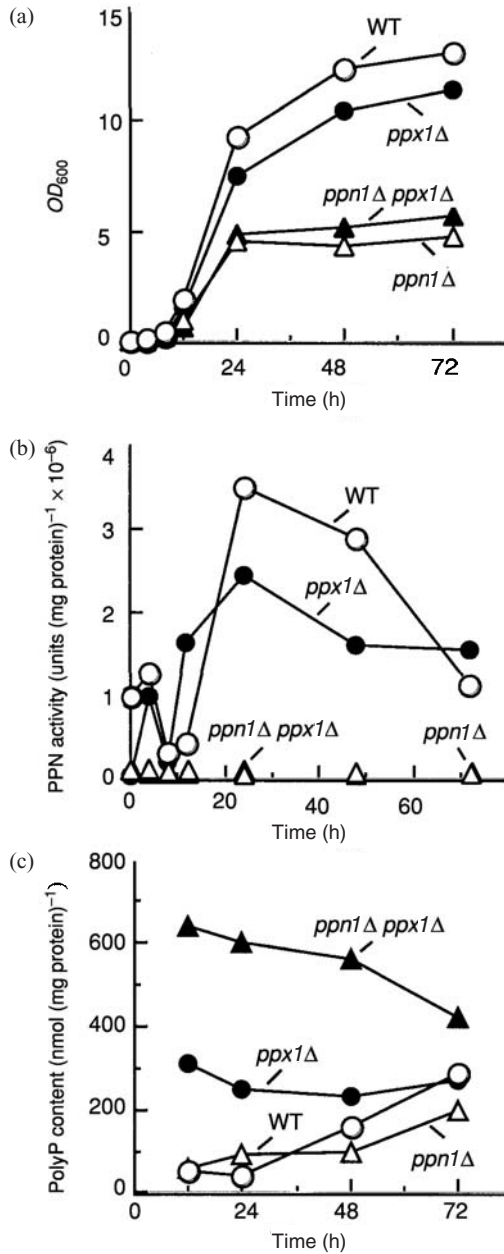 (a)
15
10
5
0
OD600
WT
ppx1Δ
ppn1Δ ppx1Δ
ppn1Δ
0 24 48 72
Time (h)
(b)
4
3
2
1
0
PPN activity (units (mg protein)⁻¹ × 10⁻⁶)
WT
ppx1Δ
ppn1Δ ppx1Δ
ppn1Δ
0 20 40 60
Time (h)
(c)
800
600
400
200
0
PolyP content (nmol (mg protein)⁻¹)
ppn1Δ ppx1Δ
ppx1Δ
WT
ppn1Δ
0 24 48 72
Time (h)